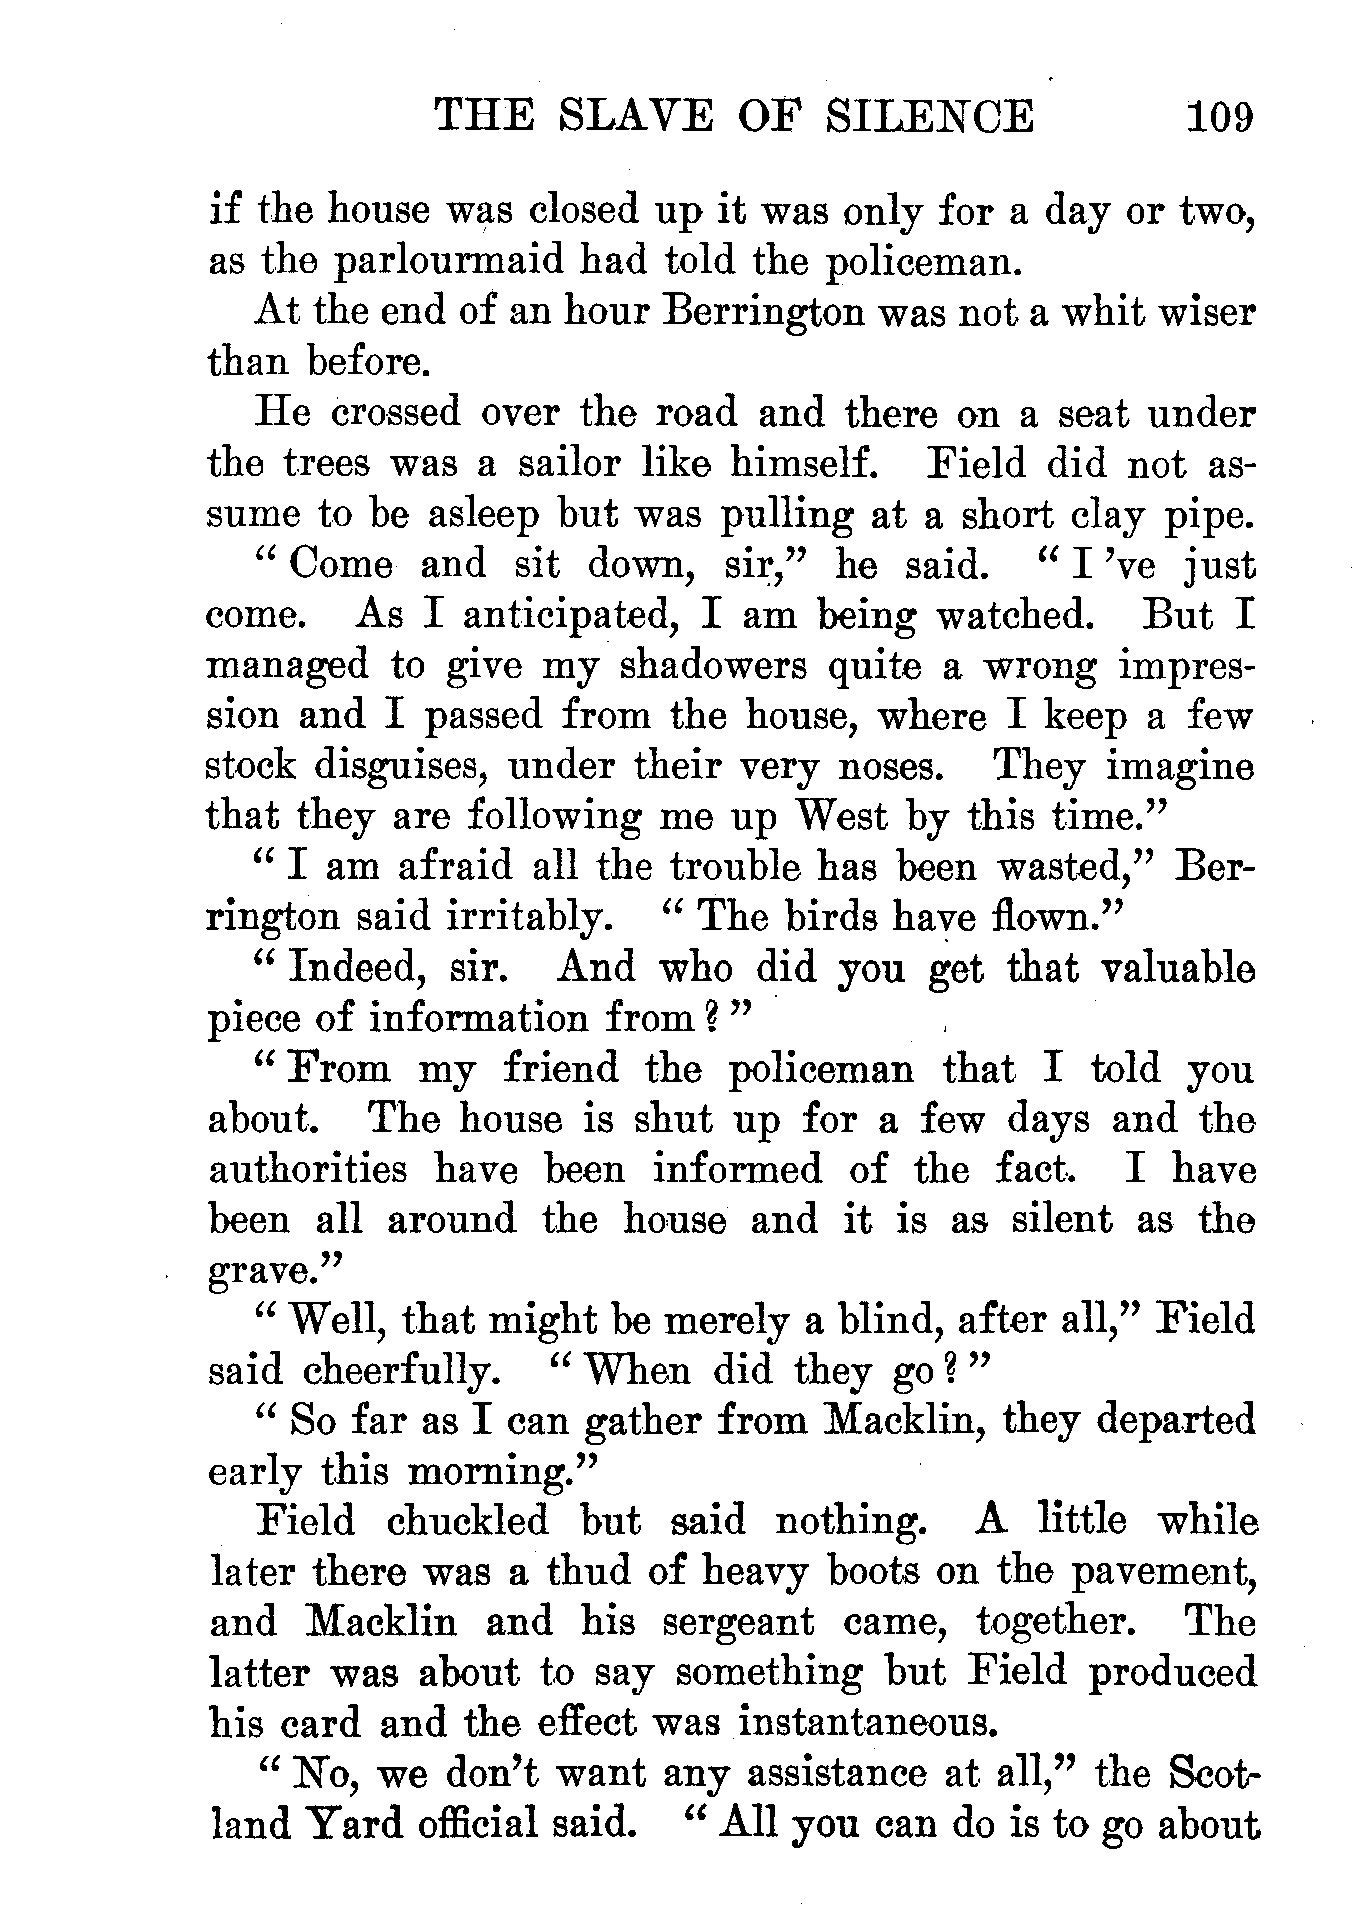 THE SLAVE OF SILENCE 109
if the house was closed up it was only for a day or two,
as the parlourmaid had told the policeman.
At the end of an hour Berrington was not a whit wiser
than before.
He crossed over the road and there on a seat under
the trees was a sailor like himself. Field did not as-
sume to be asleep but was pulling at a short clay pipe.
“ Come and sit down, sir,” he said. “ I ’ve just
come. As I anticipated, I am being watched. But I
managed to give my shadowers quite a wrong impres-
sion and I passed from the house, where I keep a few
stock disguises, under their very noses. They imagine
that they are following me up West by this time.”
“ I am afraid all the trouble has been wasted,” Ber-
rington said irritably. “ The birds have flown.”
“ Indeed, sir. And who did you get that valuable
piece of information from ? ”
“ From my friend the policeman that I told you
about. The house is shut up for a few days and the
authorities have been informed of the fact. I have
been all around the house and it is as silent as the
grave.”
“ Well, that might be merely a blind, after all,” Field
said cheerfully. “ When did they go ? ”
“ So far as I can gather from Macklin, they departed
early this morning.”
Field chuckled but said nothing. A little while
later there was a thud of heavy boots on the pavement,
and Macklin and his sergeant came, together. The
latter was about to say something but Field produced
his card and the effect was instantaneous.
“ No, we don’t want any assistance at all,” the Scot-
land Yard official said. “ All you can do is to go about